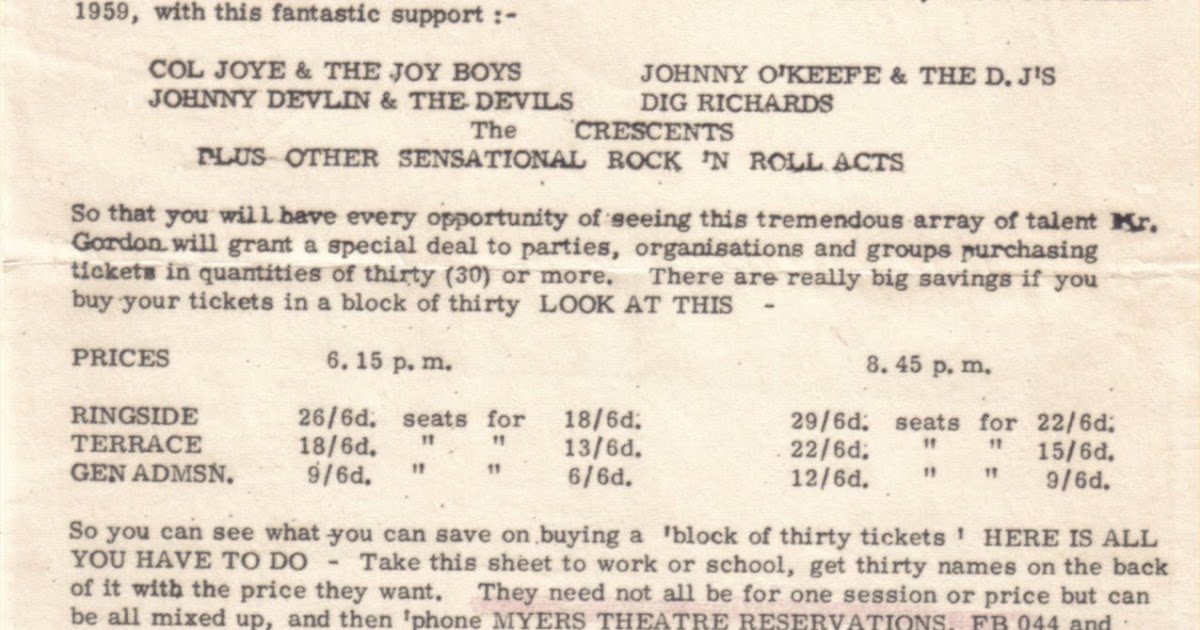 1959, with this fantastic support :-
COL JOYE & THE JOY BOYS JOHNNY O'KEEFE & THE D. J'S
JOHNNY DEVLIN & THE DEVILS DIG RICHARDS
The CRESCENTS
PLUS OTHER SENSATIONAL ROCK 'N ROLL ACTS
So that you will have every opportunity of seeing this tremendous array of talent Mr.
Gordon will grant a special deal to parties, organisations and groups purchasing
tickets in quantities of thirty (30) or more. There are really big savings if you
buy your tickets in a block of thirty LOOK AT THIS -
PRICES 6.15 p.m. 8.45 p.m.
RINGSIDE 26/6d. seats for 18/6d. 29/6d. seats for 22/6d.
TERRACE 18/6d. " " 13/6d. 22/6d. " " 15/6d.
GEN ADMSN. 9/6d. " " 6/6d. 12/6d. " " 9/6d.
So you can see what you can save on buying a 'block of thirty tickets ' HERE IS ALL
YOU HAVE TO DO - Take this sheet to work or school, get thirty names on the back
of it with the price they want. They need not all be for one session or price but can
be all mixed up, and then 'phone MYERS THEATRE RESERVATIONS, FB 044 and